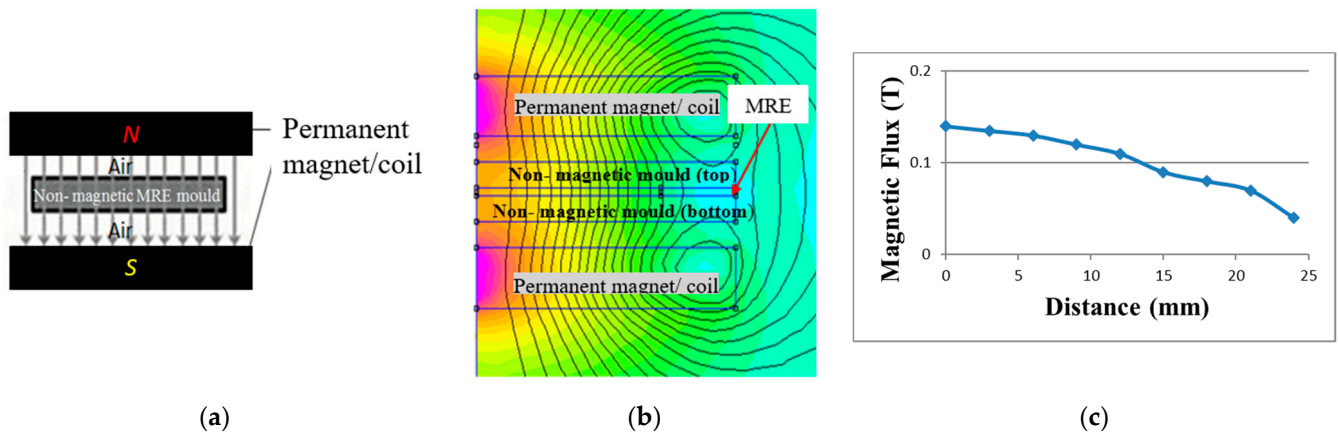 N
Air
Non- magnetic MRE mould
Air
S
Permanent
magnet/coil
(a)
Permanent magnet/ coil
MRE
Non- magnetic mould (top)
Non- magnetic mould (bottom)
Permanent magnet/ coil
(b)
Magnetic Flux (T)
0.2
0.1
0
0
5
10
15
20
25
Distance (mm)
(c)